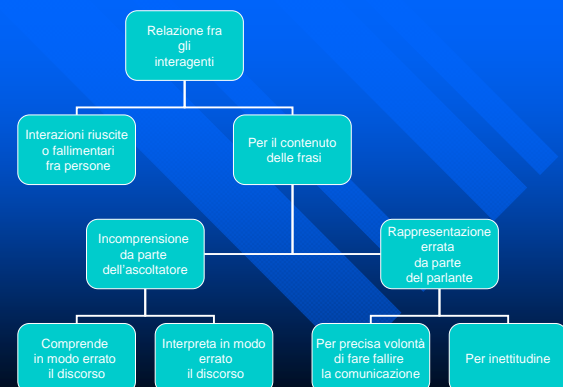 Relazione fra
gli
interagenti
Interazioni riuscite
o fallimentari
fra persone
Per il contenuto
delle frasi
Incomprensione
da parte
dell'ascoltatore
Rappresentazione
errata
da parte
del parlante
Comprende
in modo errato
il discorso
Interpreta in modo
errato
il discorso
Per precisa volontà
di fare fallire
la comunicazione
Per inettitudine